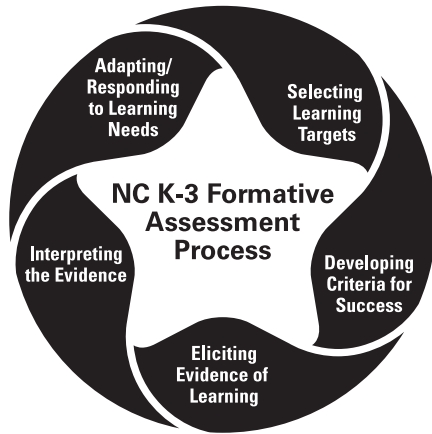 Adapting/
Responding
to Learning
Needs
Selecting
Learning
Targets
NC K-3 Formative
Assessment
Process
Interpreting
the Evidence
Developing
Criteria for
Success
Eliciting
Evidence of
Learning